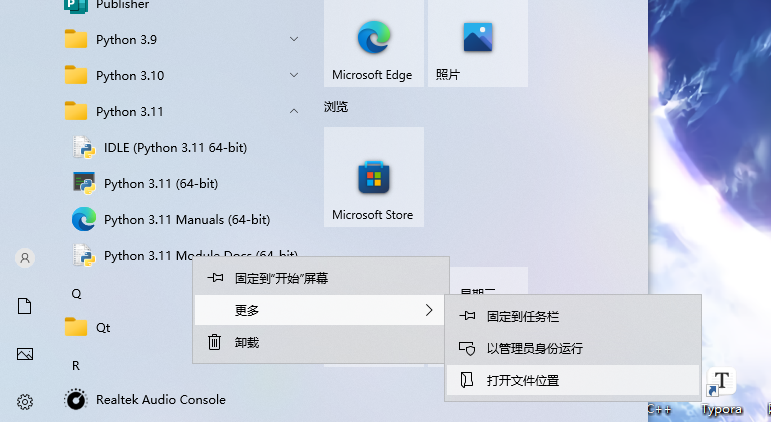 Publisher
Python 3.9
Python 3.10
Python 3.11
IDLE (Python 3.11 64-bit)
Python 3.11 (64-bit)
Python 3.11 Manuals (64-bit)
Python 3.11 Module Docs (64-bit)
Q
Qt
R
Realtek Audio Console
Microsoft Edge
照片
浏览
Microsoft Store
星期三
固定到"开始"屏幕
更多
卸载
固定到任务栏
以管理员身份运行
打开文件位置
C++
T
Typora